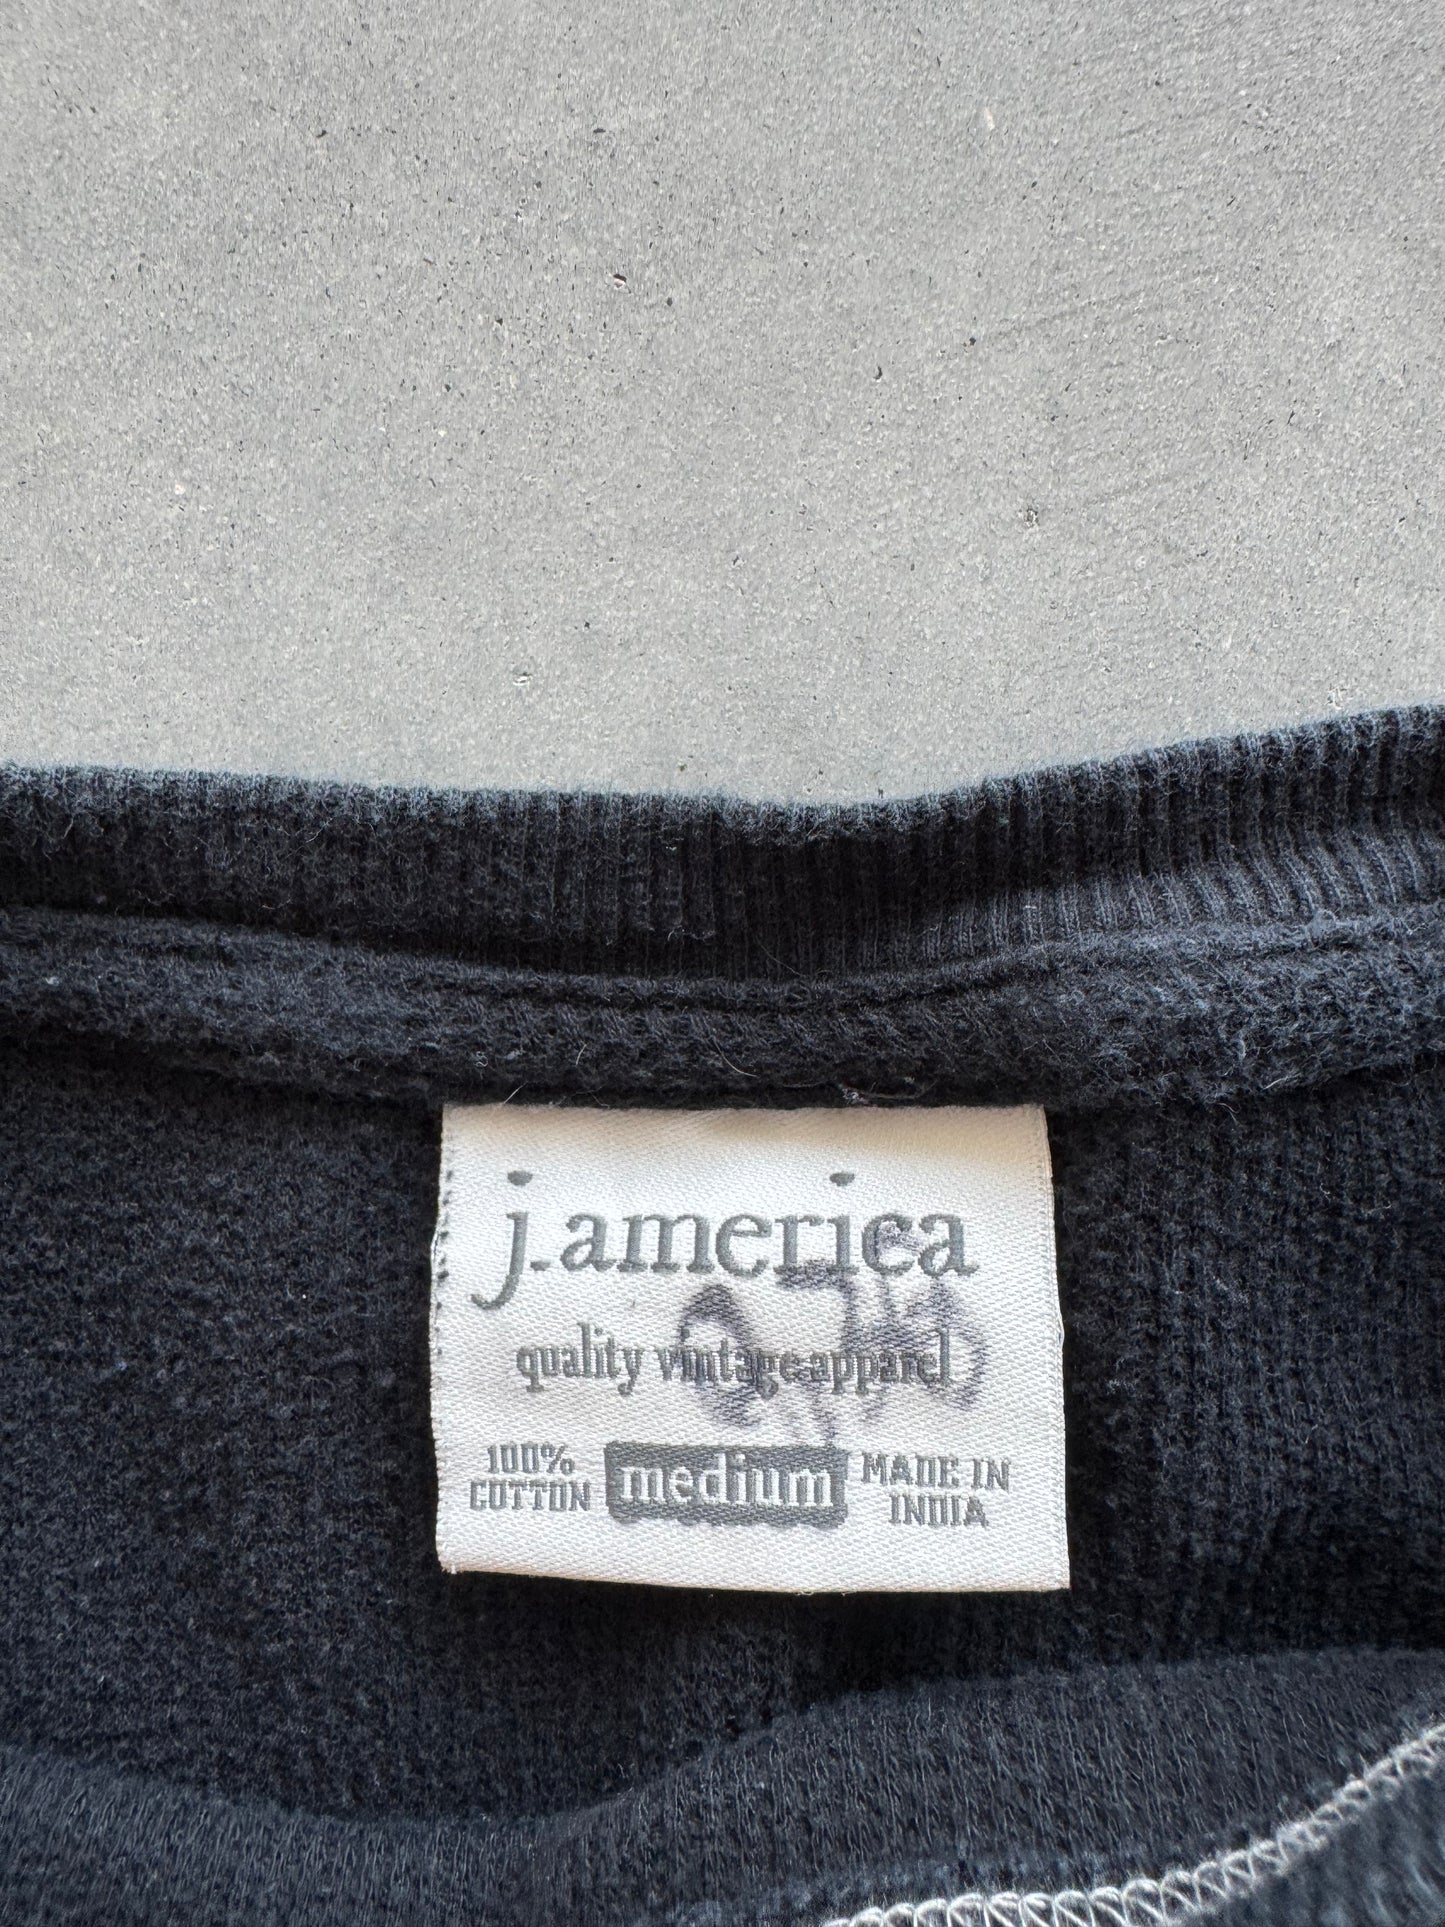 j.america
quality vintage apparel
100% COTTON
medium
MADE IN INDIA